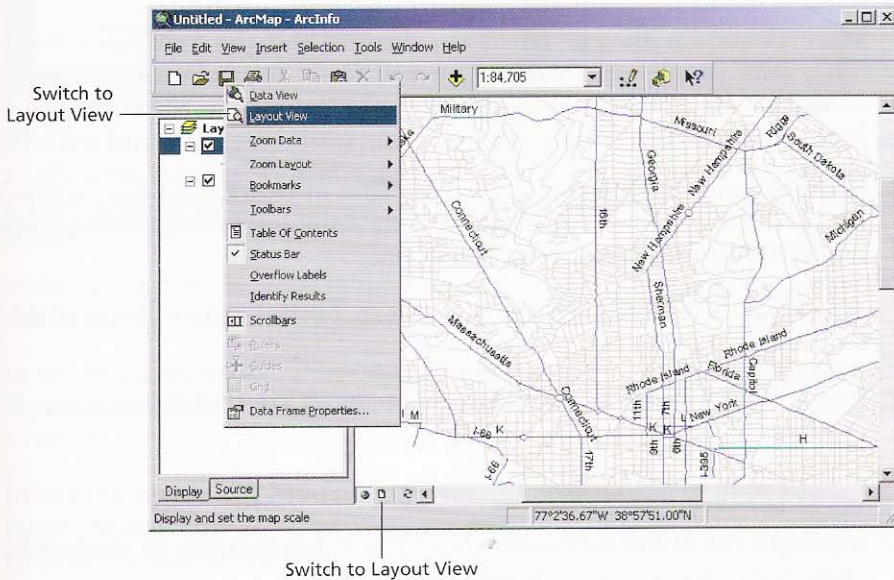 Untitled - ArcMap - ArcInfo
File Edit View Insert Selection Tools Window Help
1:84,705
Switch to
Layout View
Data View
Layout View
Zoom Data
Zoom Layout
Bookmarks
Toolbars
Table Of Contents
Status Bar
Overflow Labels
Identify Results
Scrollbars
Rulers
Guides
Grid
Data Frame Properties...
Lay
Military
Missouri
Riggs
South Dakota
Michigan
Georgia
New Hampshire
New Hampshire
16th
Connecticut
Sherman
Massachusetts
Rhode Island
Rhode Island
Florida
Capitol
Connecticut
11th
7th
L New York
M
I-66
K
K
K
H
I-66
17th
9th
6th
I-395
Display Source
Display and set the map scale
77°2'36.67"W 38°57'51.00"N
Switch to Layout View